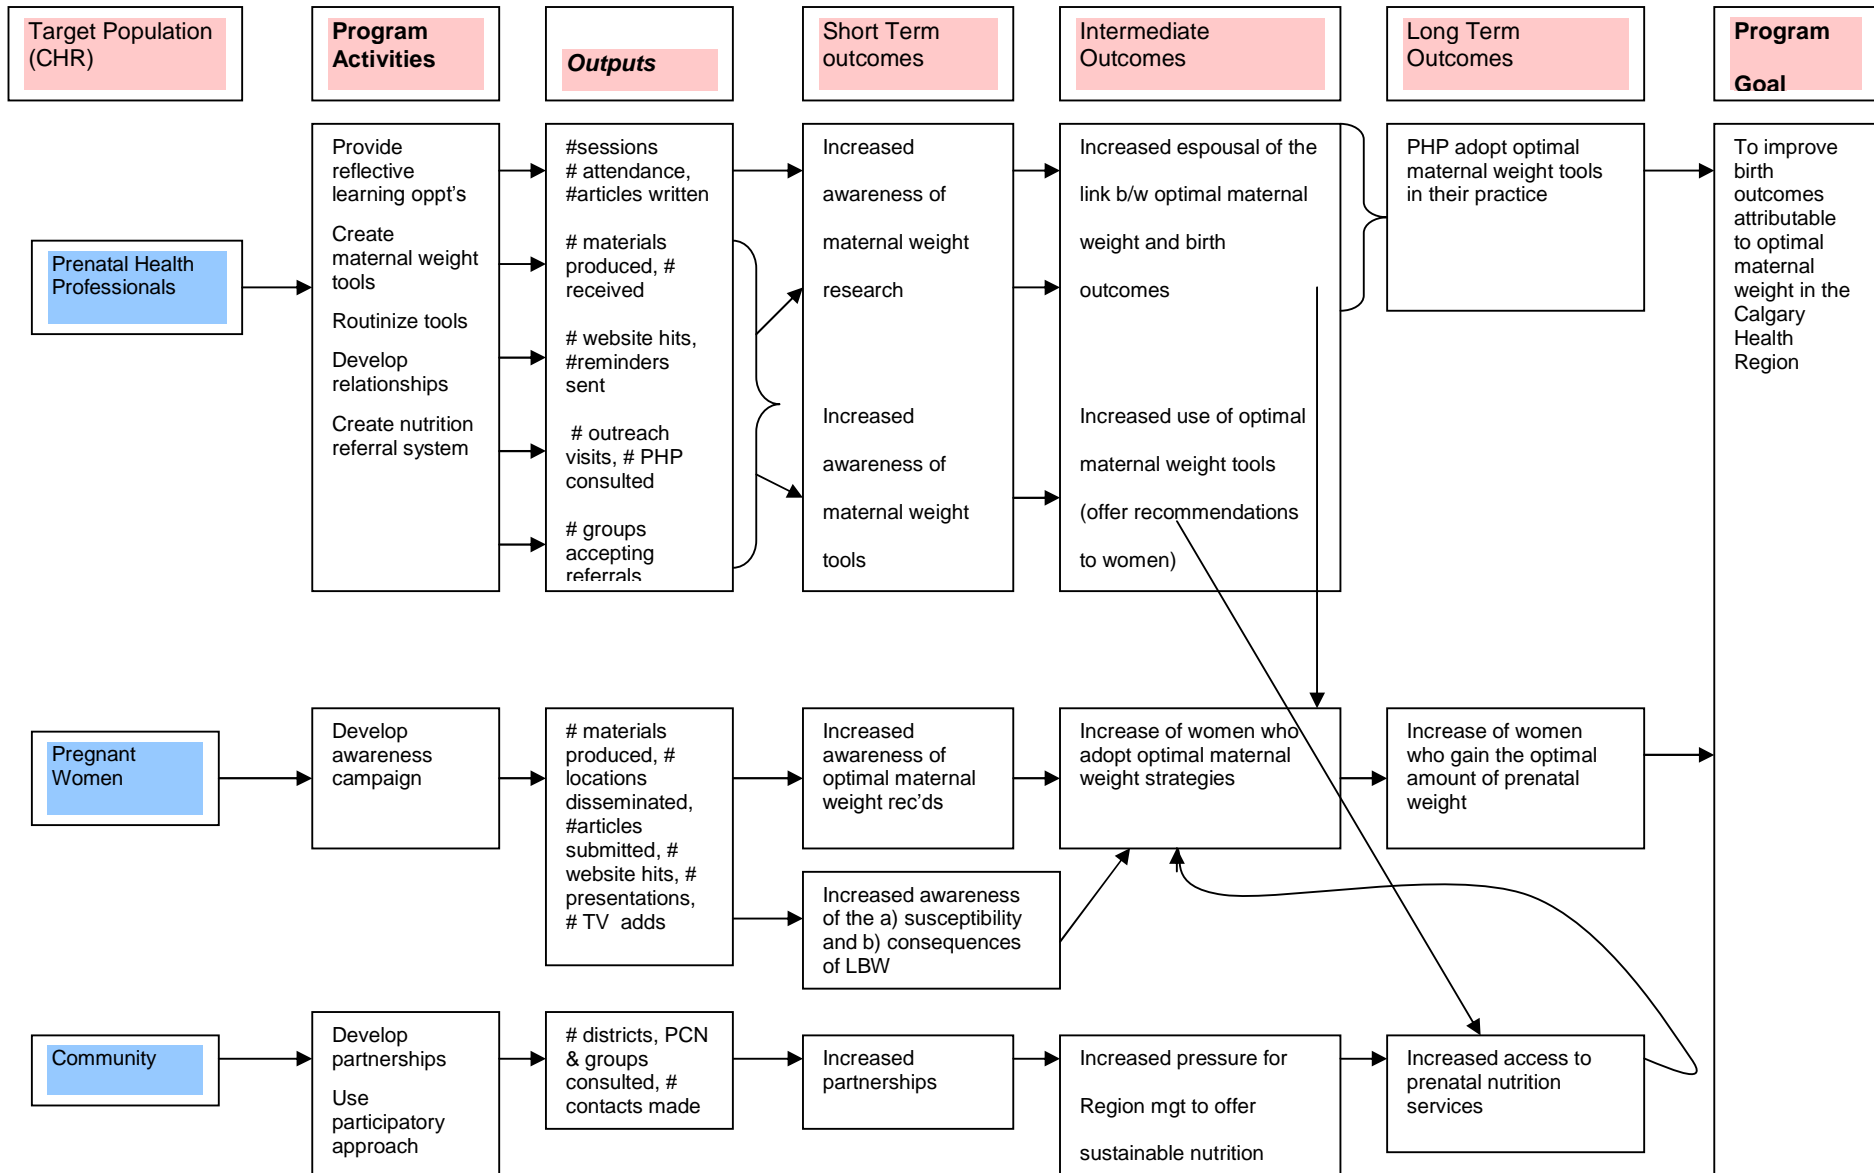 Target Population
(CHR)
Program
Activities
Outputs
Short Term
outcomes
Intermediate
Outcomes
Long Term
Outcomes
Program
Goal
Prenatal Health
Professionals
Provide
reflective
learning oppt's
Create
maternal weight
tools
Routinize tools
Develop
relationships
Create nutrition
referral system
#sessions
# attendance,
#articles written
# materials
produced, #
received
# website hits,
#reminders
sent
# outreach
visits, # PHP
consulted
# groups
accepting
referrals
Increased
awareness of
maternal weight
research
Increased
awareness of
maternal weight
tools
Increased espousal of the
link b/w optimal maternal
weight and birth
outcomes
Increased use of optimal
maternal weight tools
(offer recommendations
to women)
PHP adopt optimal
maternal weight tools
in their practice
To improve
birth
outcomes
attributable
to optimal
maternal
weight in the
Calgary
Health
Region
Pregnant
Women
Develop
awareness
campaign
# materials
produced, #
locations
disseminated,
#articles
submitted, #
website hits, #
presentations,
# TV  adds
Increased
awareness of
optimal maternal
weight rec'ds
Increased awareness
of the a) susceptibility
and b) consequences
of LBW
Increase of women who
adopt optimal maternal
weight strategies
Increase of women
who gain the optimal
amount of prenatal
weight
Community
Develop
partnerships
Use
participatory
approach
# districts, PCN
& groups
consulted, #
contacts made
Increased
partnerships
Increased pressure for
Region mgt to offer
sustainable nutrition
Increased access to
prenatal nutrition
services